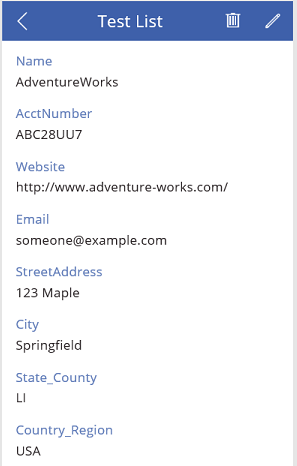 Test List
Name
AdventureWorks
AcctNumber
ABC28UU7
Website
http://www.adventure-works.com/
Email
someone@example.com
StreetAddress
123 Maple
City
Springfield
State_County
LI
Country_Region
USA